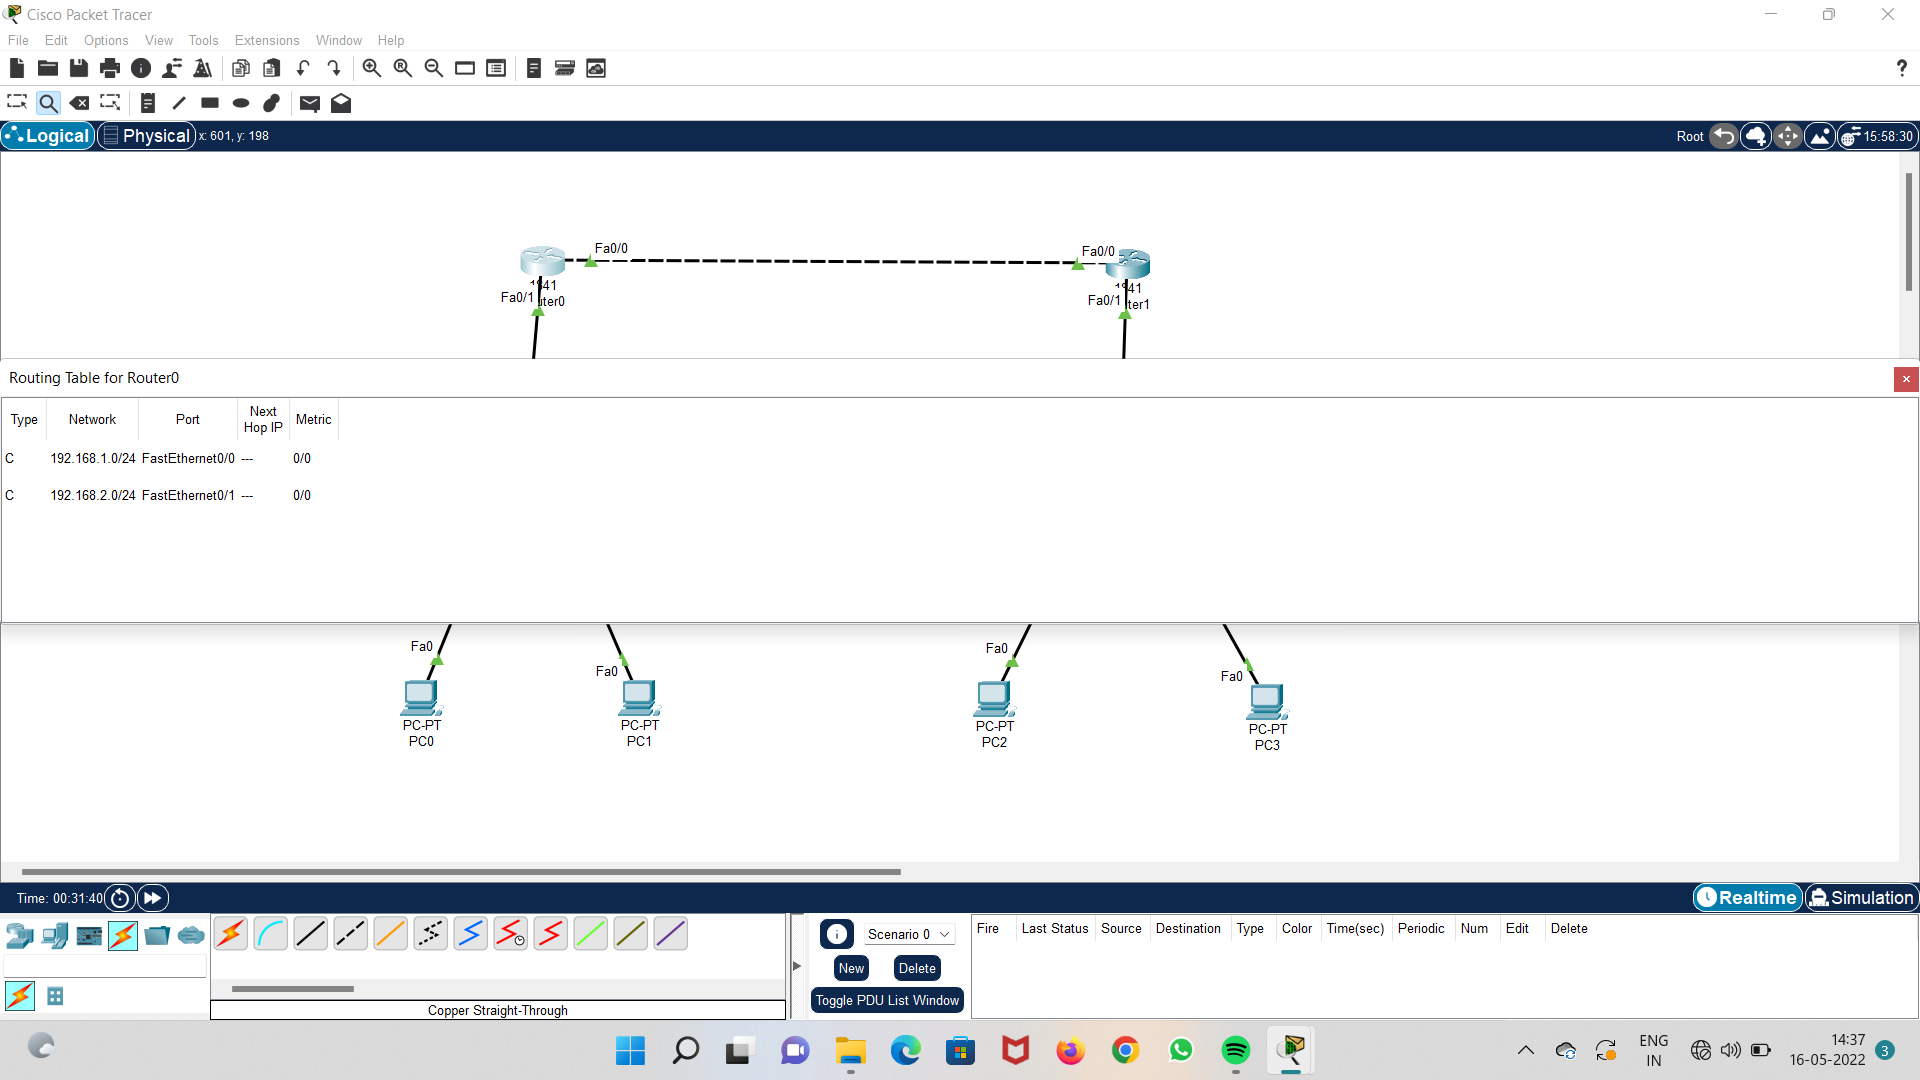 Cisco Packet Tracer
File Edit Options View Tools Extensions Window Help
?
Logical Physical x: 601, y: 198 Root 15:58:30
Fa0/0 Fa0/0
Fa0/1 Fa0/1
Routing Table for Router0
Type Network Port Next Hop IP Metric
C 192.168.1.0/24 FastEthernet0/0 --- 0/0
C 192.168.2.0/24 FastEthernet0/1 --- 0/0
Fa0 Fa0 Fa0 Fa0
PC-PT PC-PT PC-PT PC-PT
PC0 PC1 PC2 PC3
Time: 00:31:40 Realtime Simulation
Scenario 0
New Delete
Toggle PDU List Window
Fire Last Status Source Destination Type Color Time(sec) Periodic Num Edit Delete
Copper Straight-Through
ENG
IN
14:37
16-05-2022
3